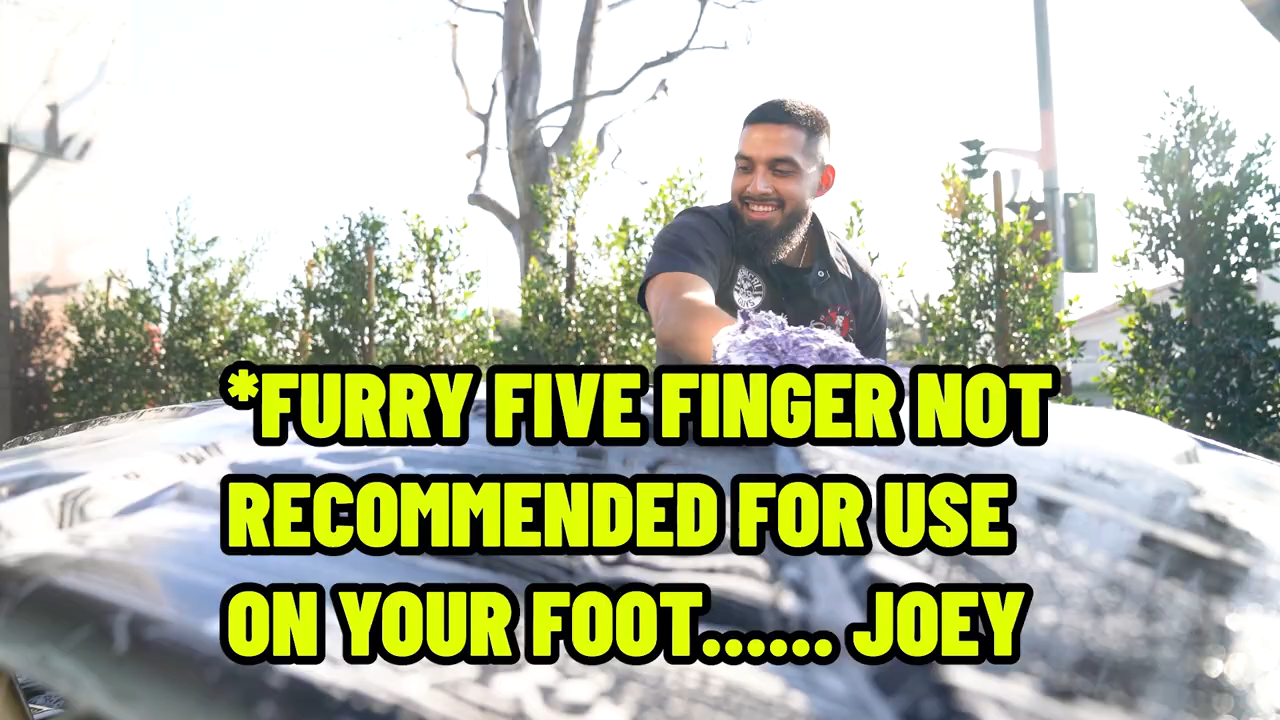 *FURRY FIVE FINGER NOT
RECOMMENDED FOR USE
ON YOUR FOOT...... JOEY